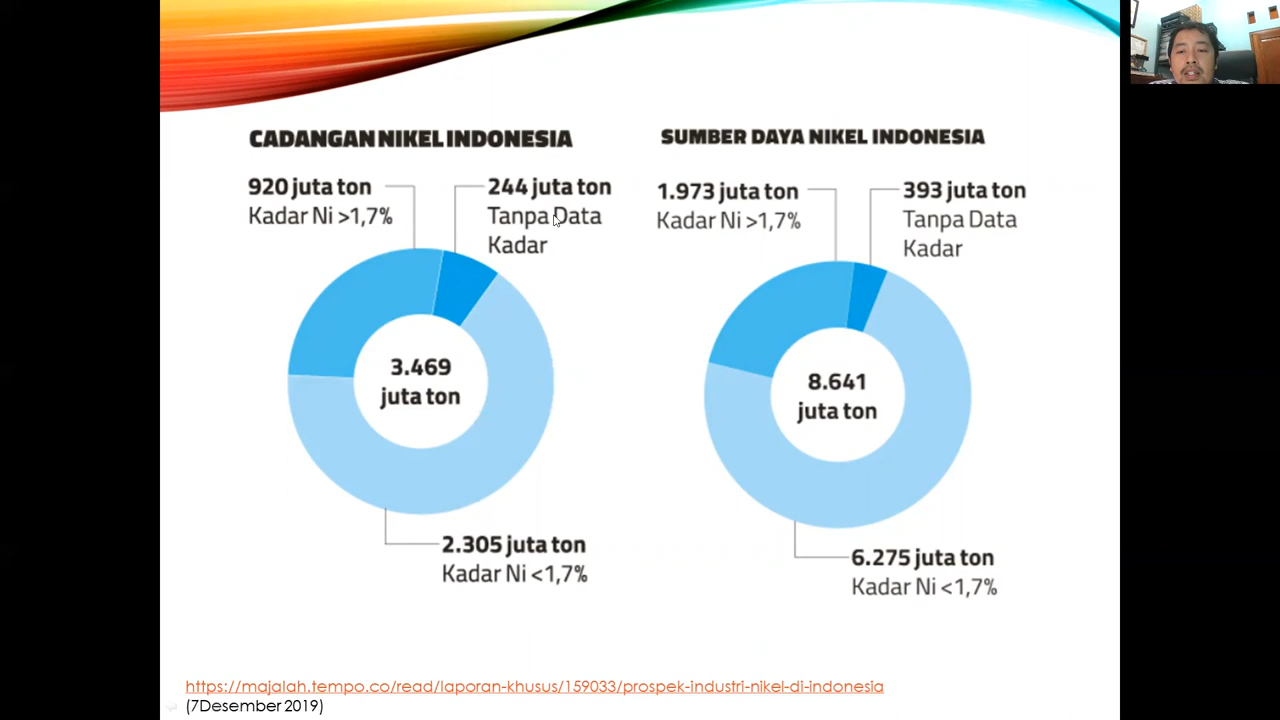 CADANGAN NIKEL INDONESIA
920 juta ton
Kadar Ni >1,7%
244 juta ton
Tanpa Data
Kadar
3.469
juta ton
2.305 juta ton
Kadar Ni <1,7%
SUMBER DAYA NIKEL INDONESIA
1.973 juta ton
Kadar Ni >1,7%
393 juta ton
Tanpa Data
Kadar
8.641
juta ton
6.275 juta ton
Kadar Ni <1,7%
https://majalah.tempo.co/read/laporan-khusus/159033/prospek-industri-nikel-di-indonesia
(7Desember 2019)